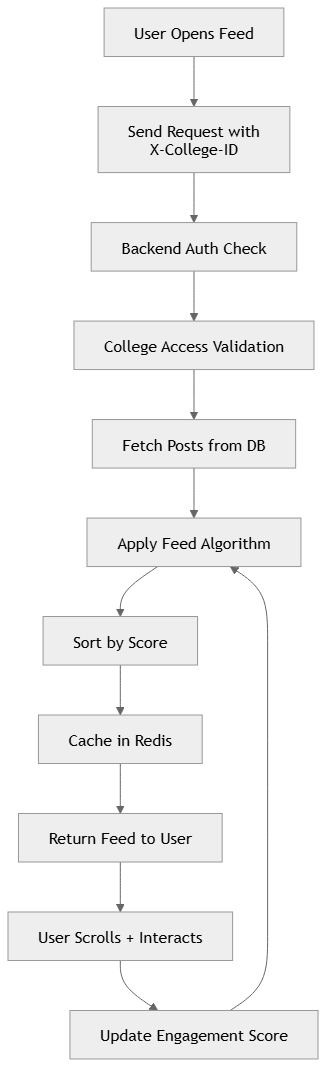 User Opens Feed
Send Request with
X-College-ID
Backend Auth Check
College Access Validation
Fetch Posts from DB
Apply Feed Algorithm
Sort by Score
Cache in Redis
Return Feed to User
User Scrolls + Interacts
Update Engagement Score